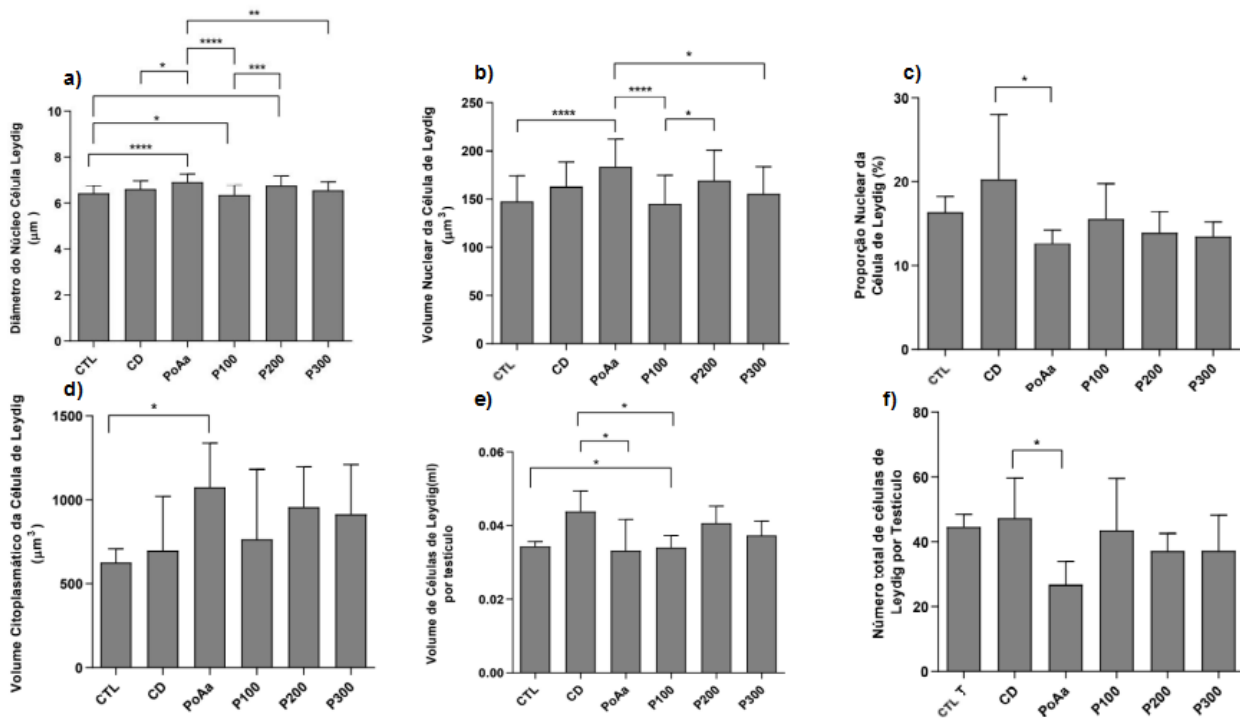 a)
**
****
*
***
*
****
Diâmetro do Núcleo Célula Leydig
(μm )
10
8
6
4
2
0
CTL
CD
PoAa
P100
P200
P300
b)
*
****
****
*
Volume Nuclear da Célula de Leydig
(μm³)
250
200
150
100
50
0
CTL
CD
PoAa
P100
P200
P300
c)
*
Proporção Nuclear da
Célula de Leydig (%)
30
20
10
0
CTL
CD
PoAa
P100
P200
P300
d)
*
Volume Citoplasmático da Célula de Leydig
(μm³)
1500
1000
500
0
CTL
CD
PoAa
P100
P200
P300
e)
*
*
*
Volume de Células de Leydig(ml)
por testículo
0.06
0.04
0.02
0.00
CTL
CD
PoAa
P100
P200
P300
f)
*
Número total de células de
Leydig por Testículo
80
60
40
20
0
CTL T
CD
PoAa
P100
P200
P300